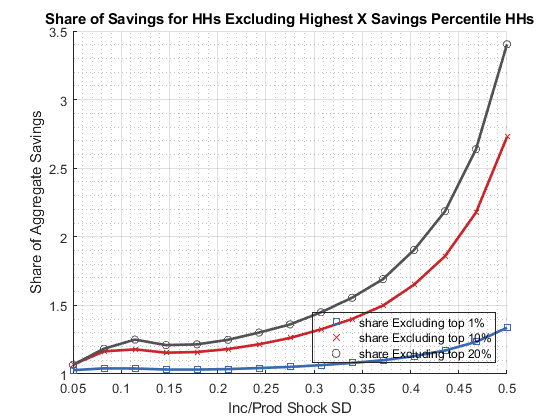 Share of Savings for HHs Excluding Highest X Savings Percentile HHs
3.5
3
2.5
2
1.5
1
Share of Aggregate Savings
share Excluding top 1%
share Excluding top 10%
share Excluding top 20%
0.05 0.1 0.15 0.2 0.25 0.3 0.35 0.4 0.45 0.5
Inc/Prod Shock SD